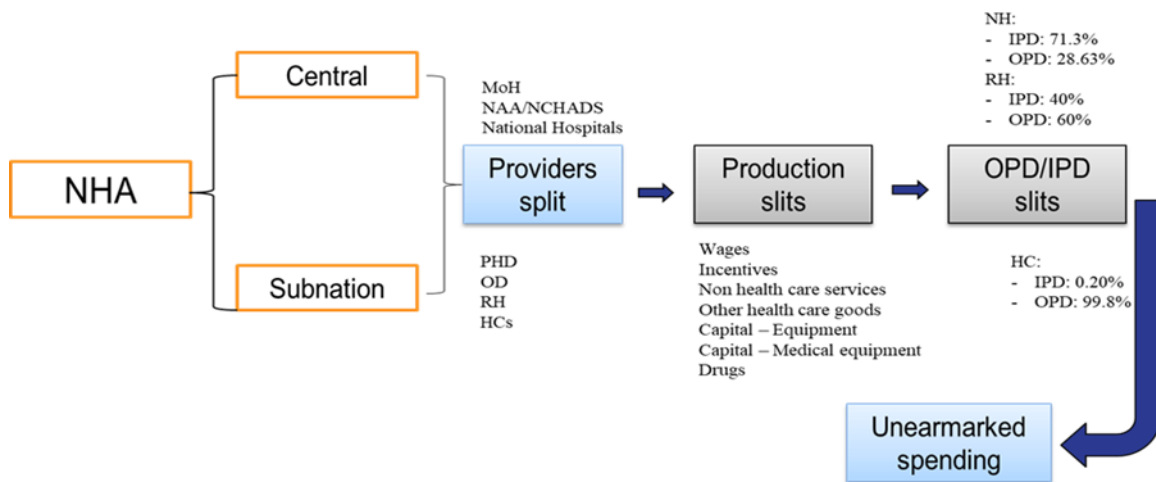 NHA
Central
Subnation
MoH
NAA/NCHADS
National Hospitals
Providers
split
PHD
OD
RH
HCs
Production
slits
Wages
Incentives
Non health care services
Other health care goods
Capital – Equipment
Capital – Medical equipment
Drugs
NH:
- IPD: 71.3%
- OPD: 28.63%
RH:
- IPD: 40%
- OPD: 60%
OPD/IPD
slits
HC:
- IPD: 0.20%
- OPD: 99.8%
Unearmarked
spending